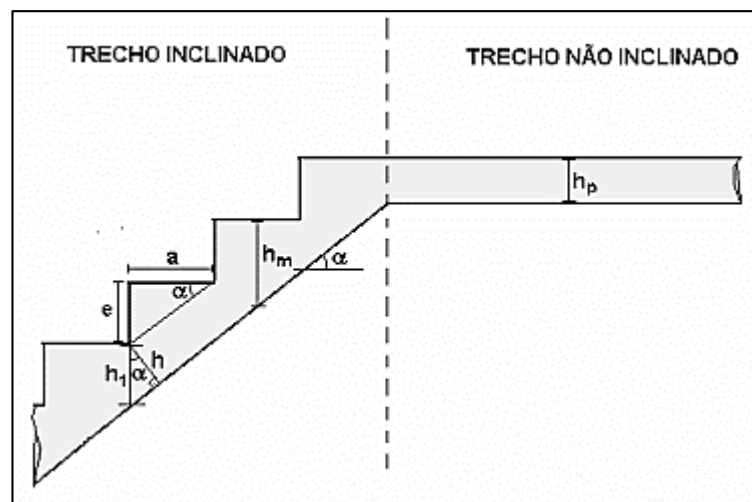 TRECHO INCLINADO
TRECHO NÃO INCLINADO
hp
a
hm
α
α
e
h
h1
α